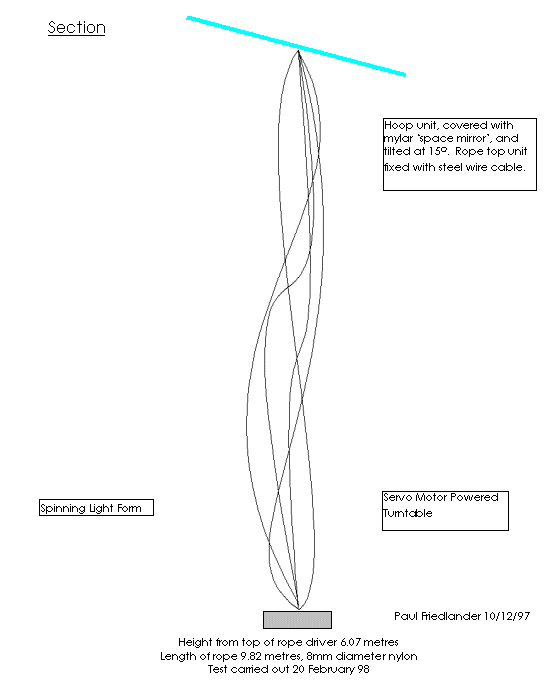 Section
Hoop unit, covered with
mylar 'space mirror', and
tilted at 15º. Rope top unit
fixed with steel wire cable.
Spinning Light Form
Servo Motor Powered
Turntable
Paul Friedlander 10/12/97
Height from top of rope driver 6.07 metres
Length of rope 9.82 metres, 8mm diameter nylon
Test carried out 20 February 98